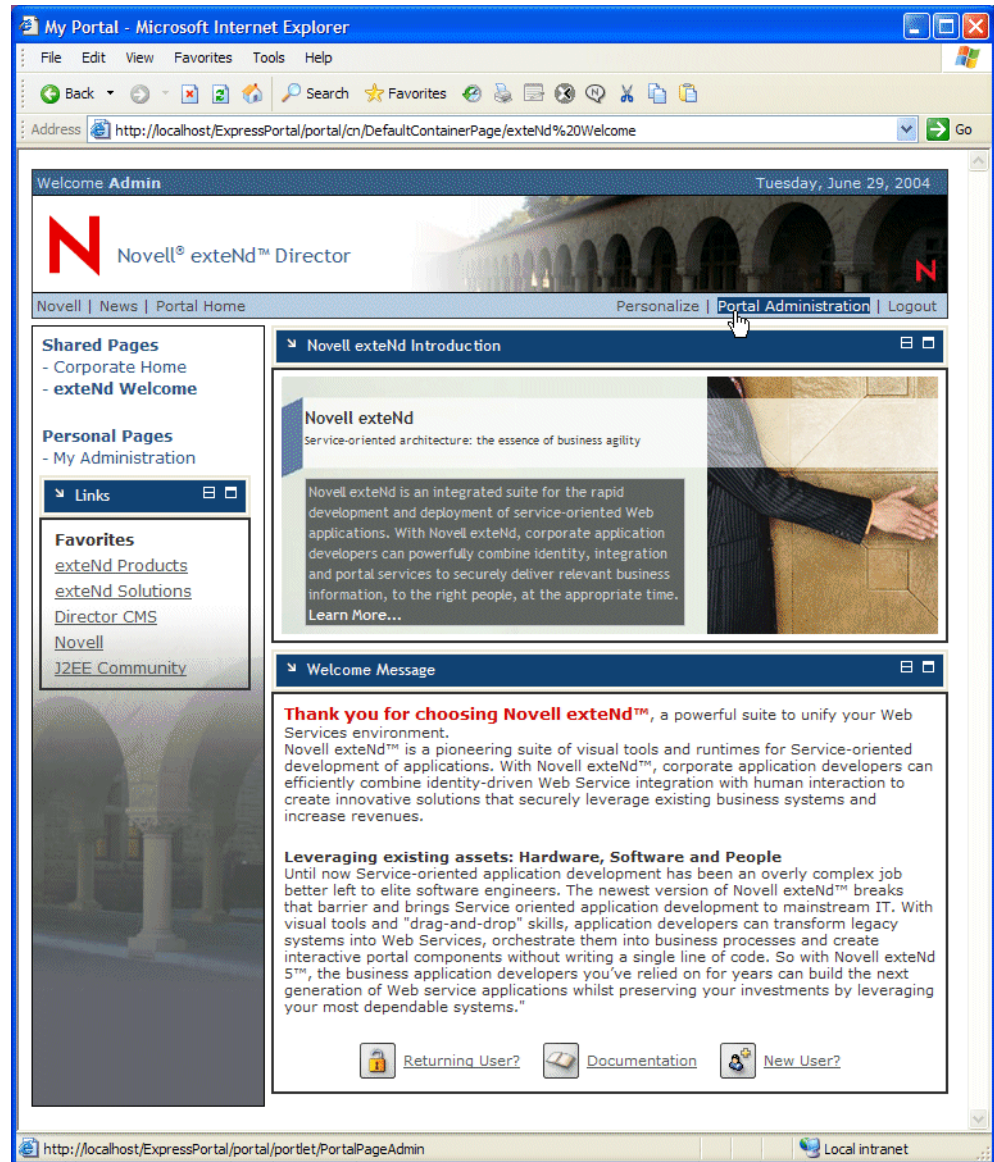 My Portal - Microsoft Internet Explorer
File Edit View Favorites Tools Help
Back Search Favorites
Address http://localhost/ExpressPortal/portal/cn/DefaultContainerPage/exteNd%20Welcome Go
Welcome Admin Tuesday, June 29, 2004
N Novell® exteNd™ Director N
Novell | News | Portal Home Personalize | Portal Administration | Logout
Shared Pages
- Corporate Home
- exteNd Welcome
Personal Pages
- My Administration
Links
Favorites
exteNd Products
exteNd Solutions
Director CMS
Novell
J2EE Community
Novell exteNd Introduction
Novell exteNd
Service-oriented architecture: the essence of business agility
Novell exteNd is an integrated suite for the rapid
development and deployment of service-oriented Web
applications. With Novell exteNd, corporate application
developers can powerfully combine identity, integration
and portal services to securely deliver relevant business
information, to the right people, at the appropriate time.
Learn More...
Welcome Message
Thank you for choosing Novell exteNd™, a powerful suite to unify your Web
Services environment.
Novell exteNd™ is a pioneering suite of visual tools and runtimes for Service-oriented
development of applications. With Novell exteNd™, corporate application developers can
efficiently combine identity-driven Web Service integration with human interaction to
create innovative solutions that securely leverage existing business systems and
increase revenues.
Leveraging existing assets: Hardware, Software and People
Until now Service-oriented application development has been an overly complex job
better left to elite software engineers. The newest version of Novell exteNd™ breaks
that barrier and brings Service oriented application development to mainstream IT. With
visual tools and "drag-and-drop" skills, application developers can transform legacy
systems into Web Services, orchestrate them into business processes and create
interactive portal components without writing a single line of code. So with Novell exteNd
5™, the business application developers you've relied on for years can build the next
generation of Web service applications whilst preserving your investments by leveraging
your most dependable systems."
Returning User? Documentation New User?
http://localhost/ExpressPortal/portal/portlet/PortalPageAdmin Local intranet